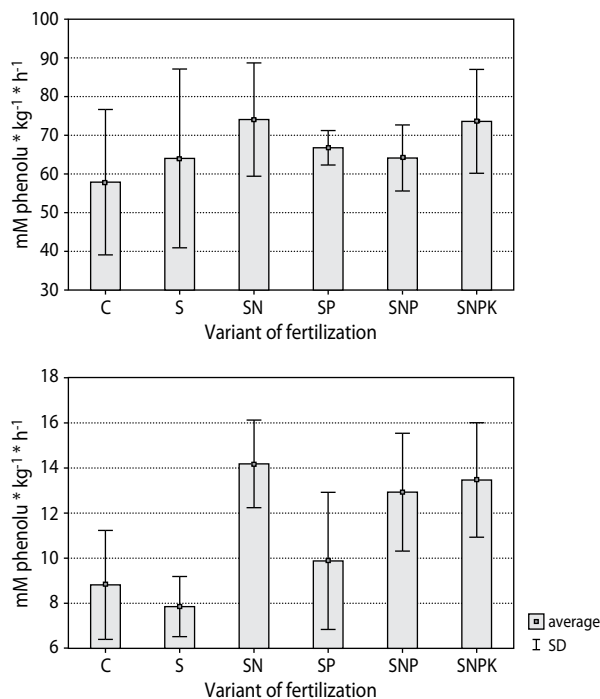 mM phenolu * kg⁻¹ * h⁻¹
100
90
80
70
60
50
40
30
C S SN SP SNP SNPK
Variant of fertilization
mM phenolu * kg⁻¹ * h⁻¹
18
16
14
12
10
8
6
C S SN SP SNP SNPK
Variant of fertilization
average
SD